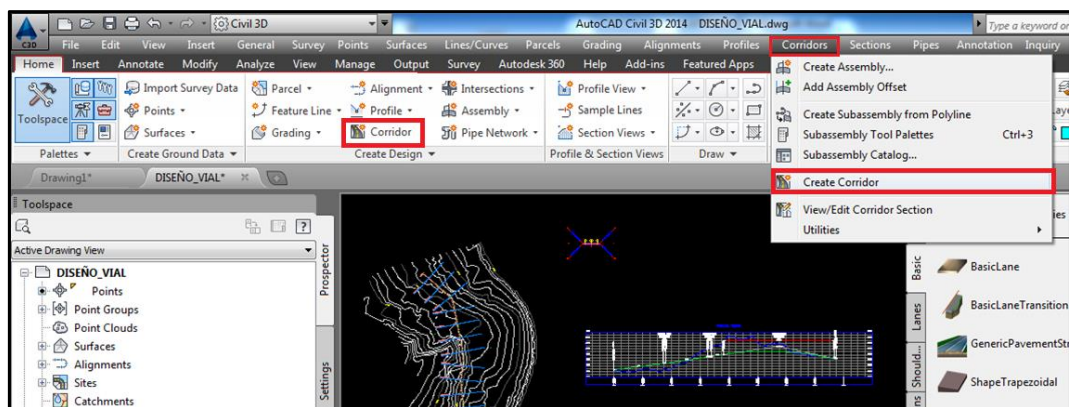 Civil 3D AutoCAD Civil 3D 2014 DISEÑO_VIAL.dwg Type a keyword or
C3D File Edit View Insert General Survey Points Surfaces Lines/Curves Parcels Grading Alignments Profiles Corridors Sections Pipes Annotation Inquiry
Home Insert Annotate Modify Analyze View Manage Output Survey Autodesk 360 Help Add-ins Featured Apps
Toolspace
Import Survey Data Parcel Alignment Intersections Profile View
Points Feature Line Profile Assembly Sample Lines
Surfaces Grading Corridor Pipe Network Section Views
Palettes Create Ground Data Create Design Profile & Section Views Draw
Create Assembly...
Add Assembly Offset
Create Subassembly from Polyline
Subassembly Tool Palettes Ctrl+3
Subassembly Catalog...
Create Corridor
View/Edit Corridor Section
Utilities
Drawing1* DISEÑO_VIAL*
Toolspace
Active Drawing View
DISEÑO_VIAL
Points
Point Groups
Point Clouds
Surfaces
Alignments
Sites
Catchments
Prospector
Settings
Basic
Lanes
Should...
BasicLane
BasicLaneTransition
GenericPavementStr
ShapeTrapezoidal